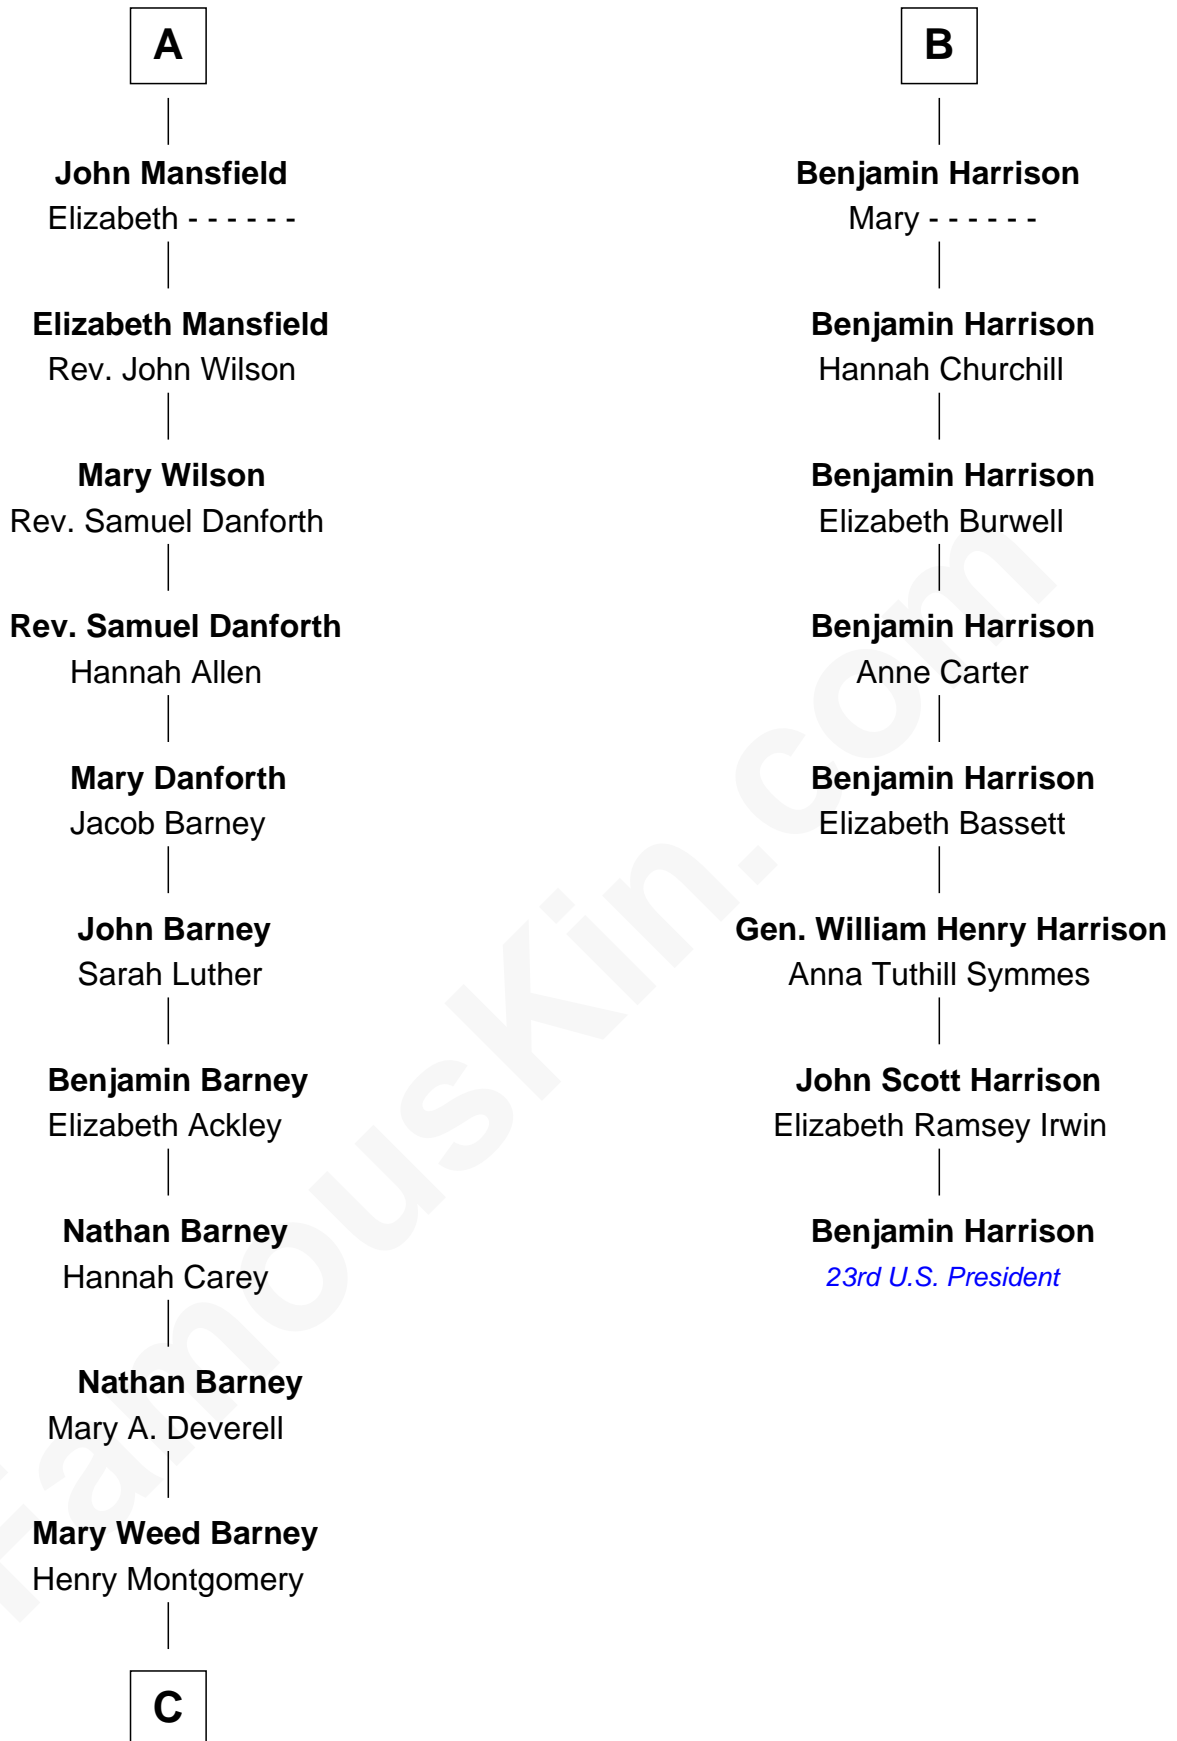 A
John Mansfield
Elizabeth - - - - - -
Elizabeth Mansfield
Rev. John Wilson
Mary Wilson
Rev. Samuel Danforth
Rev. Samuel Danforth
Hannah Allen
Mary Danforth
Jacob Barney
John Barney
Sarah Luther
Benjamin Barney
Elizabeth Ackley
Nathan Barney
Hannah Carey
Nathan Barney
Mary A. Deverell
Mary Weed Barney
Henry Montgomery
C
B
Benjamin Harrison
Mary - - - - - -
Benjamin Harrison
Hannah Churchill
Benjamin Harrison
Elizabeth Burwell
Benjamin Harrison
Anne Carter
Benjamin Harrison
Elizabeth Bassett
Gen. William Henry Harrison
Anna Tuthill Symmes
John Scott Harrison
Elizabeth Ramsey Irwin
Benjamin Harrison
23rd U.S. President
FamousKin.com